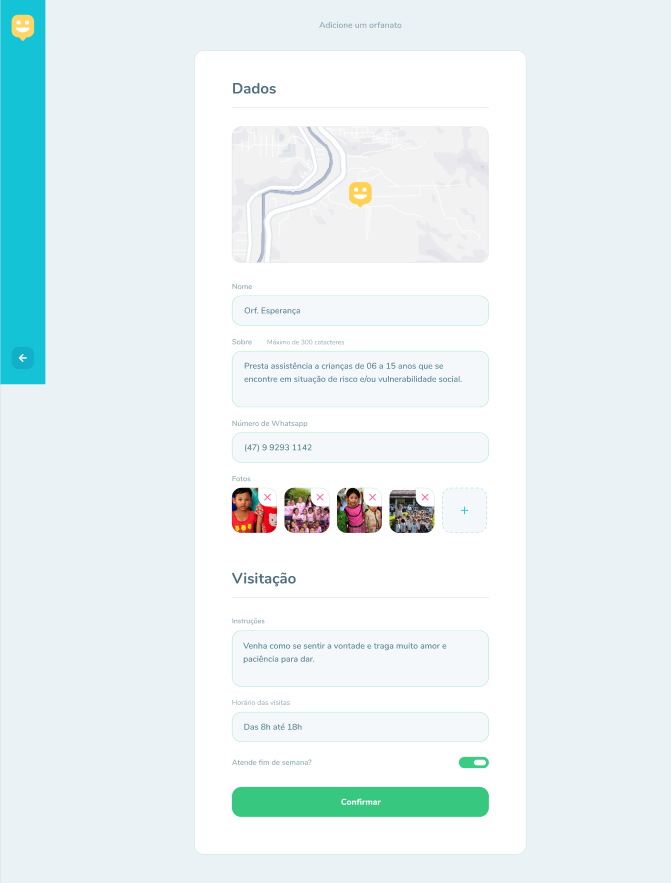 Adicione um orfanato
Dados
Nome
Orf. Esperança
Sobre Máximo de 300 catacteres
Presta assistência a crianças de 06 a 15 anos que se
encontre em situação de risco e/ou vulnerabilidade social.
Número de Whatsapp
(47) 9 9293 1142
Fotos
Visitação
Instruções
Venha como se sentir a vontade e traga muito amor e
paciência para dar.
Horário das visitas
Das 8h até 18h
Atende fim de semana?
Confirmar